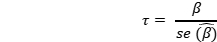 τ = β / se (β̂)